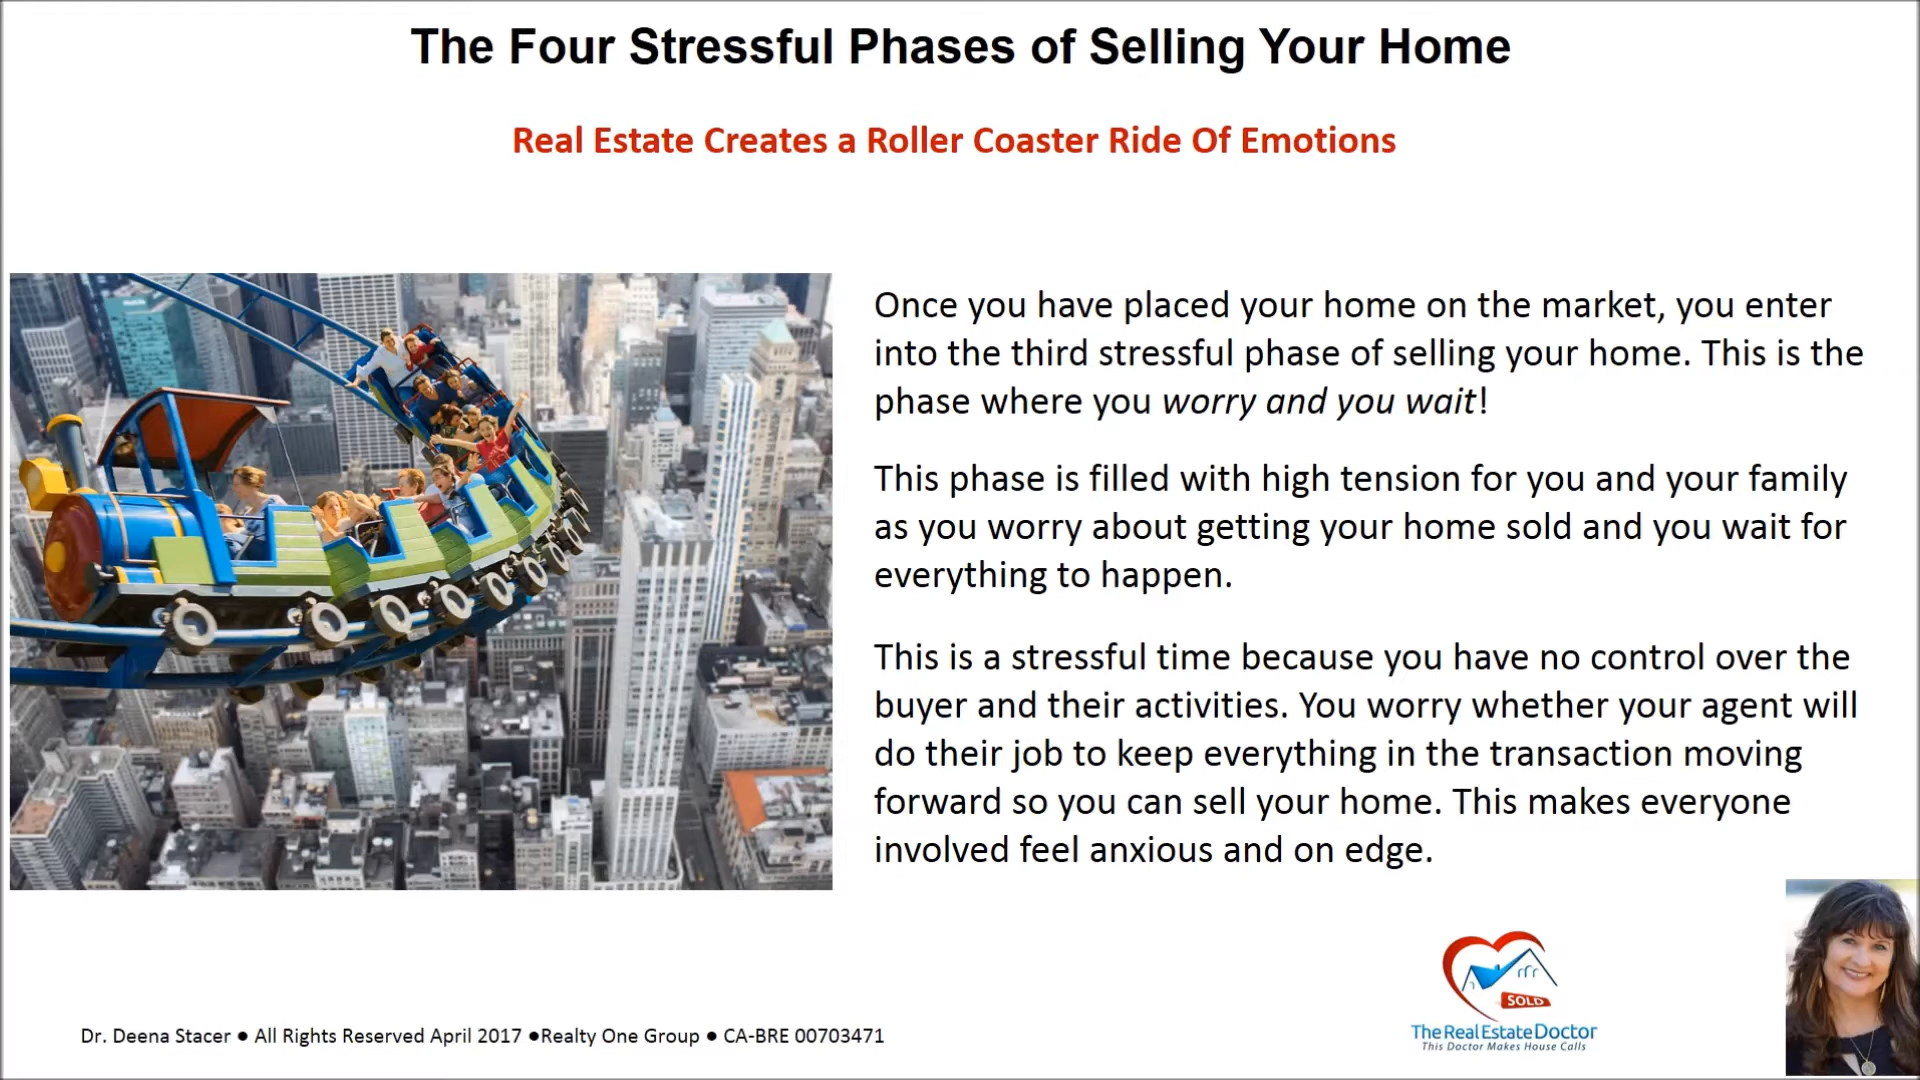 The Four Stressful Phases of Selling Your Home
Real Estate Creates a Roller Coaster Ride Of Emotions
Once you have placed your home on the market, you enter
into the third stressful phase of selling your home. This is the
phase where you worry and you wait!
This phase is filled with high tension for you and your family
as you worry about getting your home sold and you wait for
everything to happen.
This is a stressful time because you have no control over the
buyer and their activities. You worry whether your agent will
do their job to keep everything in the transaction moving
forward so you can sell your home. This makes everyone
involved feel anxious and on edge.
SOLD
The Real Estate Doctor
This Doctor Makes House Calls
Dr. Deena Stacer ● All Rights Reserved April 2017 ●Realty One Group ● CA-BRE 00703471